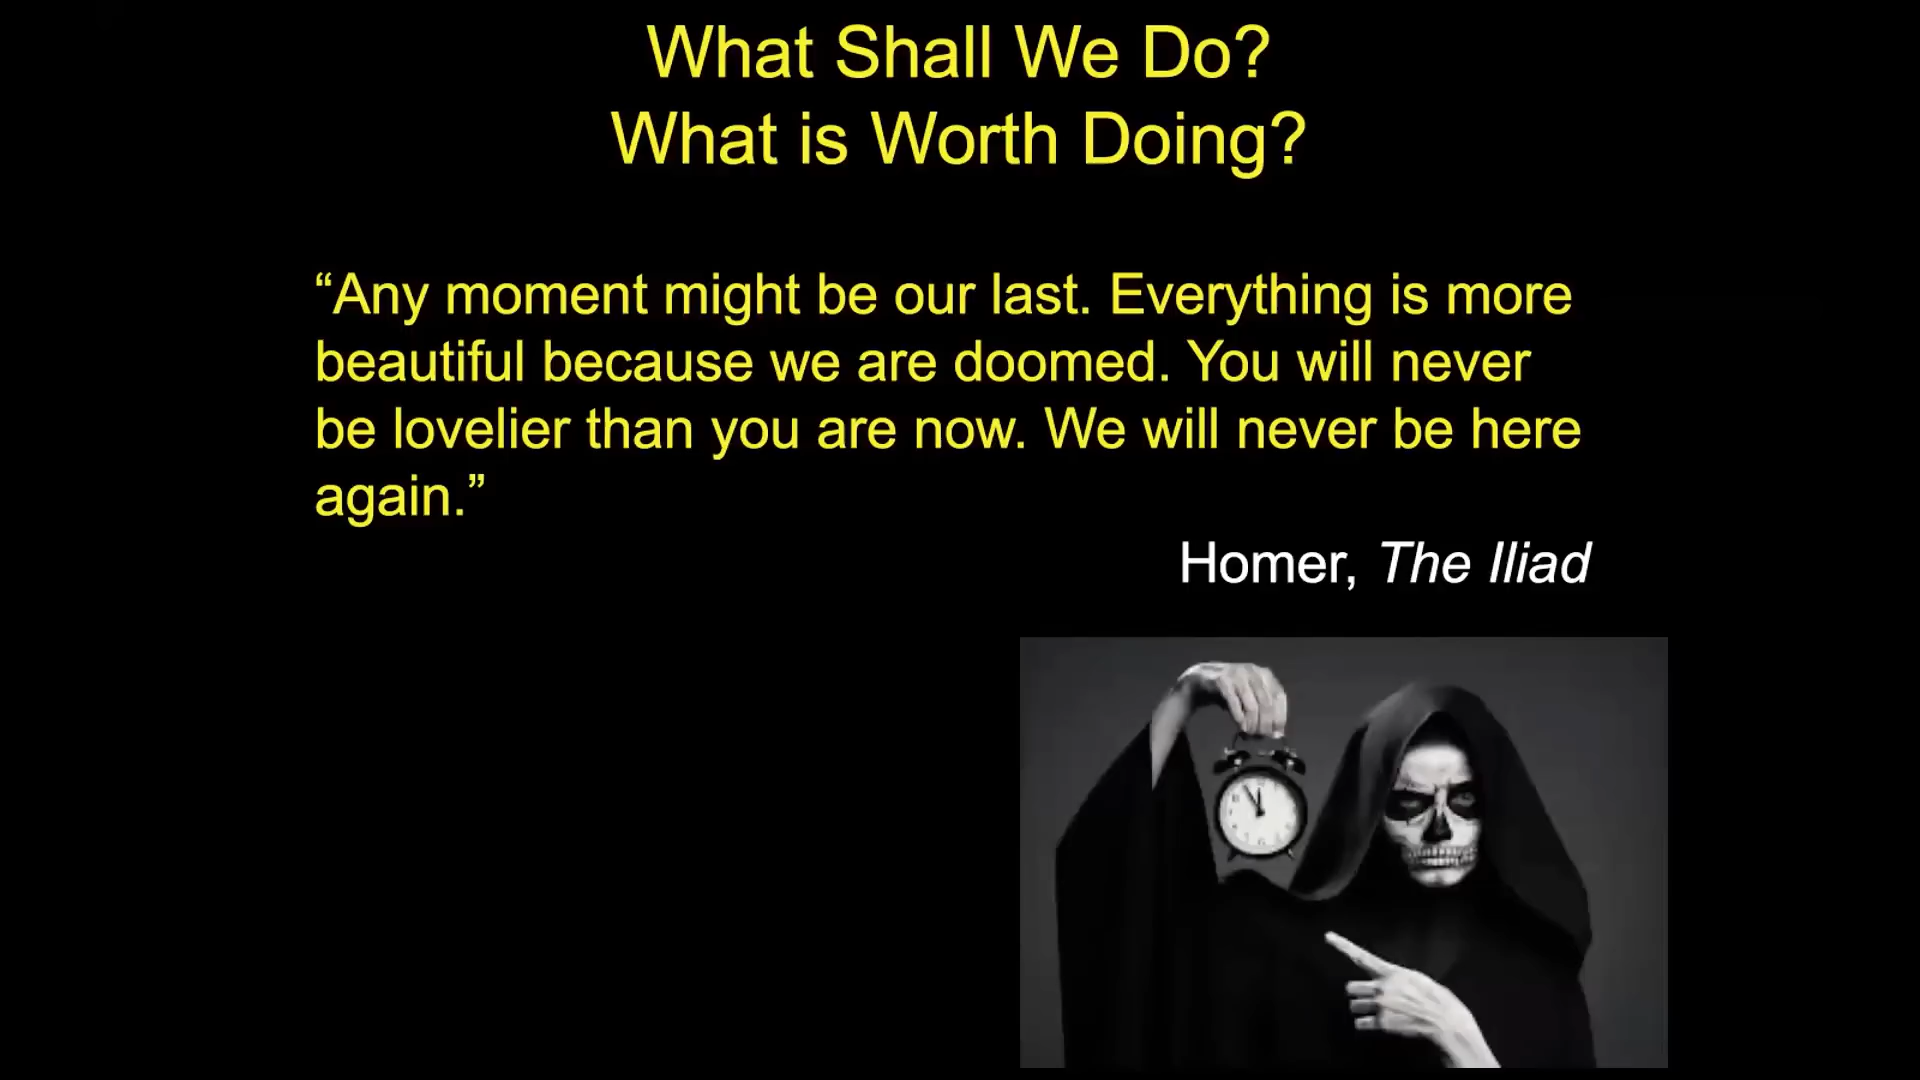 What Shall We Do?
What is Worth Doing?
“Any moment might be our last. Everything is more
beautiful because we are doomed. You will never
be lovelier than you are now. We will never be here
again.”
Homer, The Iliad